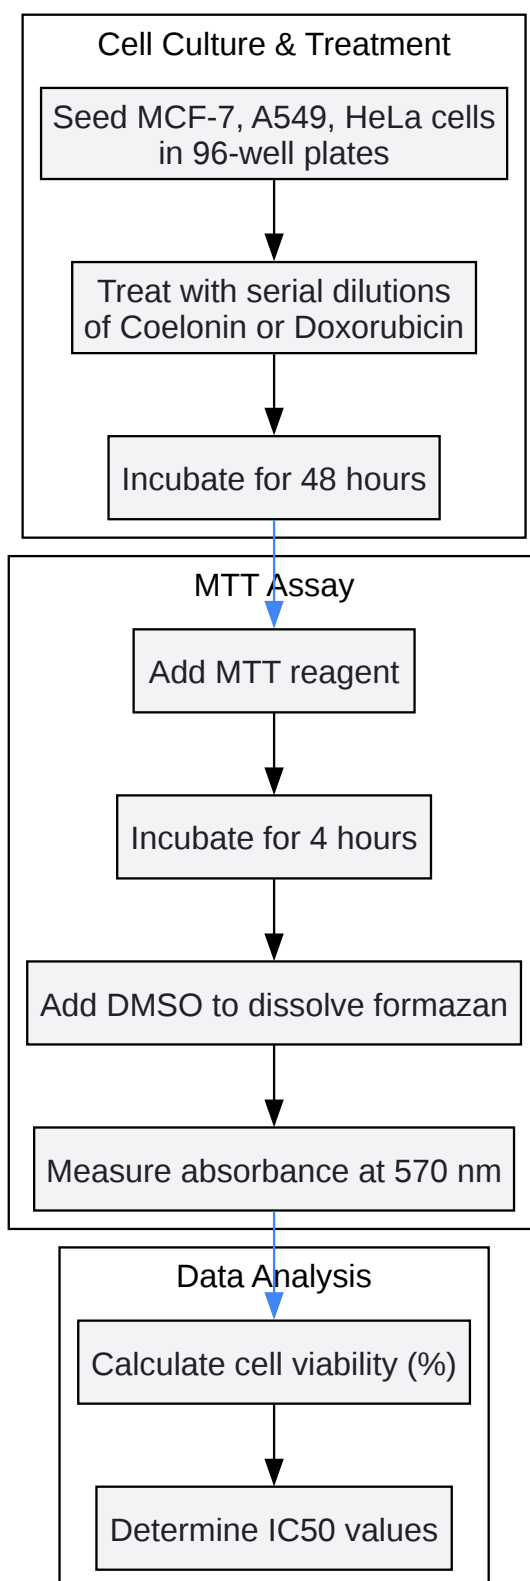 Cell Culture & Treatment
Seed MCF-7, A549, HeLa cells
in 96-well plates
Treat with serial dilutions
of Coelonin or Doxorubicin
Incubate for 48 hours
MTT Assay
Add MTT reagent
Incubate for 4 hours
Add DMSO to dissolve formazan
Measure absorbance at 570 nm
Data Analysis
Calculate cell viability (%)
Determine IC50 values